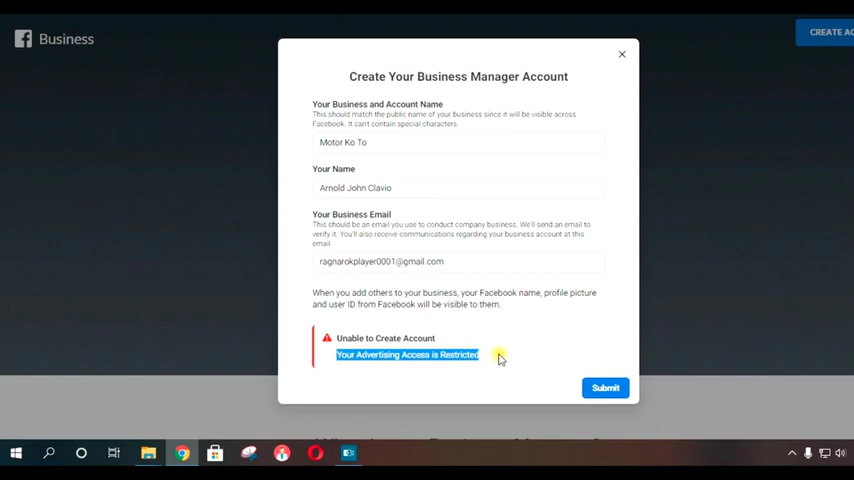 Business
CREATE AC
Create Your Business Manager Account
Your Business and Account Name
This should match the public name of your business since it will be visible across
Facebook. It can't contain special characters.
Motor Ko To
Your Name
Arnold John Clavio
Your Business Email
This should be an email you use to conduct company business. We'll send an email to
verify it. You'll also receive communications regarding your business account at this
email.
ragnarokplayer0001@gmail.com
When you add others to your business, your Facebook name, profile picture
and user ID from Facebook will be visible to them.
Unable to Create Account
Your Advertising Access is Restricted
Submit